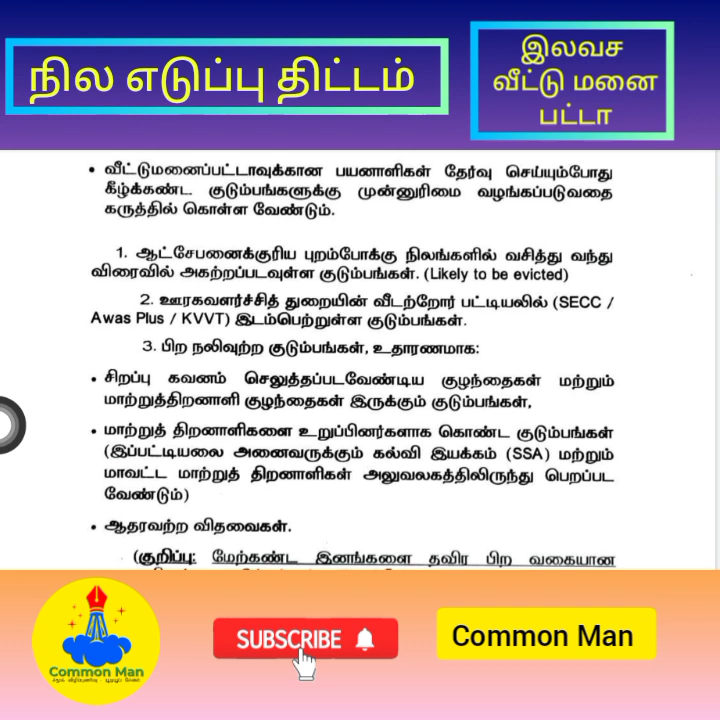 நில எடுப்பு திட்டம்
இலவச
வீட்டு மனை
பட்டா
• வீட்டுமனைப்பட்டாவுக்கான பயனாளிகள் தேர்வு செய்யும்போது
கீழ்க்கண்ட குடும்பங்களுக்கு முன்னுரிமை வழங்கப்படுவதை
கருத்தில் கொள்ள வேண்டும்.
1. ஆட்சேபனைக்குரிய புறம்போக்கு நிலங்களில் வசித்து வந்து
விரைவில் அகற்றப்படவுள்ள குடும்பங்கள். (Likely to be evicted)
2. ஊரகவளர்ச்சித் துறையின் வீடற்றோர் பட்டியலில் (SECC /
Awas Plus / KVVT) இடம்பெற்றுள்ள குடும்பங்கள்.
3. பிற நலிவுற்ற குடும்பங்கள், உதாரணமாக:
• சிறப்பு கவனம் செலுத்தப்படவேண்டிய குழந்தைகள் மற்றும்
மாற்றுத்திறனாளி குழந்தைகள் இருக்கும் குடும்பங்கள்,
• மாற்றுத் திறனாளிகளை உறுப்பினர்களாக கொண்ட குடும்பங்கள்
(இப்பட்டியலை அனைவருக்கும் கல்வி இயக்கம் (SSA) மற்றும்
மாவட்ட மாற்றுத் திறனாளிகள் அலுவலகத்திலிருந்து பெறப்பட
வேண்டும்)
• ஆதரவற்ற விதவைகள்.
(குறிப்பு: மேற்கண்ட இனங்களை தவிர பிற வகையான
Common Man
SUBSCRIBE
Common Man